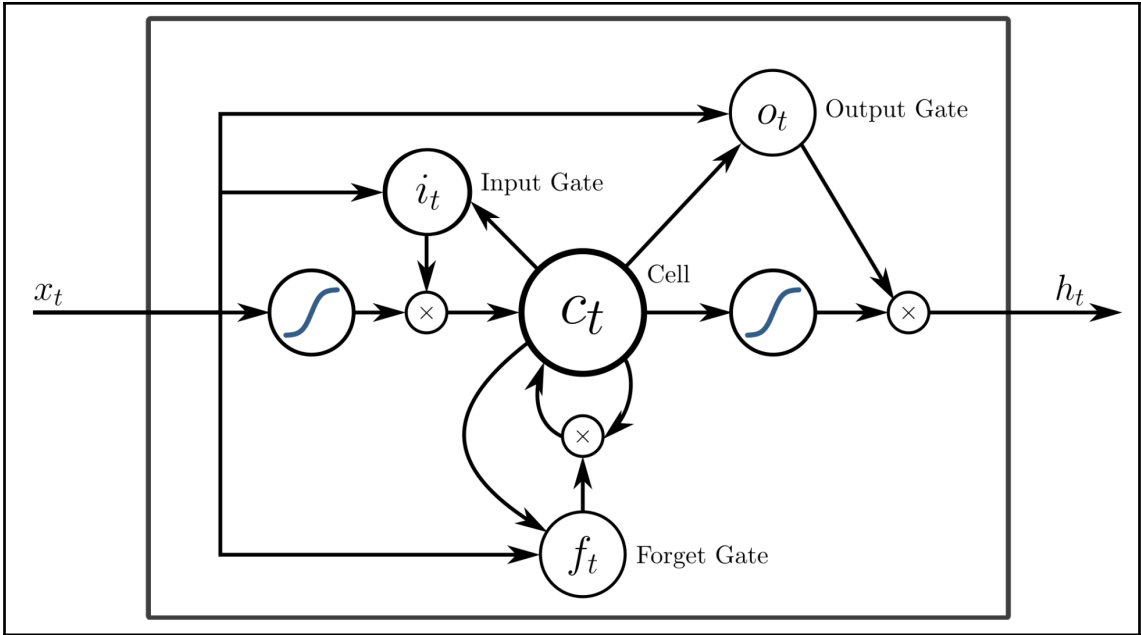 o_t Output Gate
i_t Input Gate
Cell
x_t
×
c_t
×
h_t
×
f_t Forget Gate